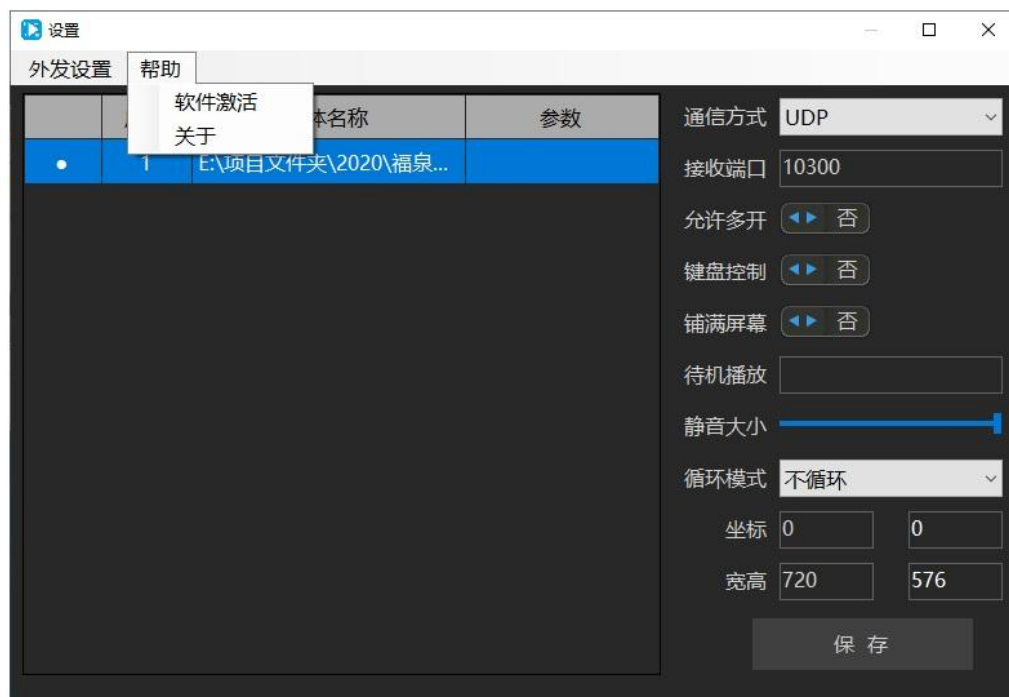 设置
外发设置 帮助
软件激活
关于
体名称 参数
1 E:\项目文件夹\2020\福泉...
通信方式 UDP
接收端口 10300
允许多开 否
键盘控制 否
铺满屏幕 否
待机播放
静音大小
循环模式 不循环
坐标 0 0
宽高 720 576
保存